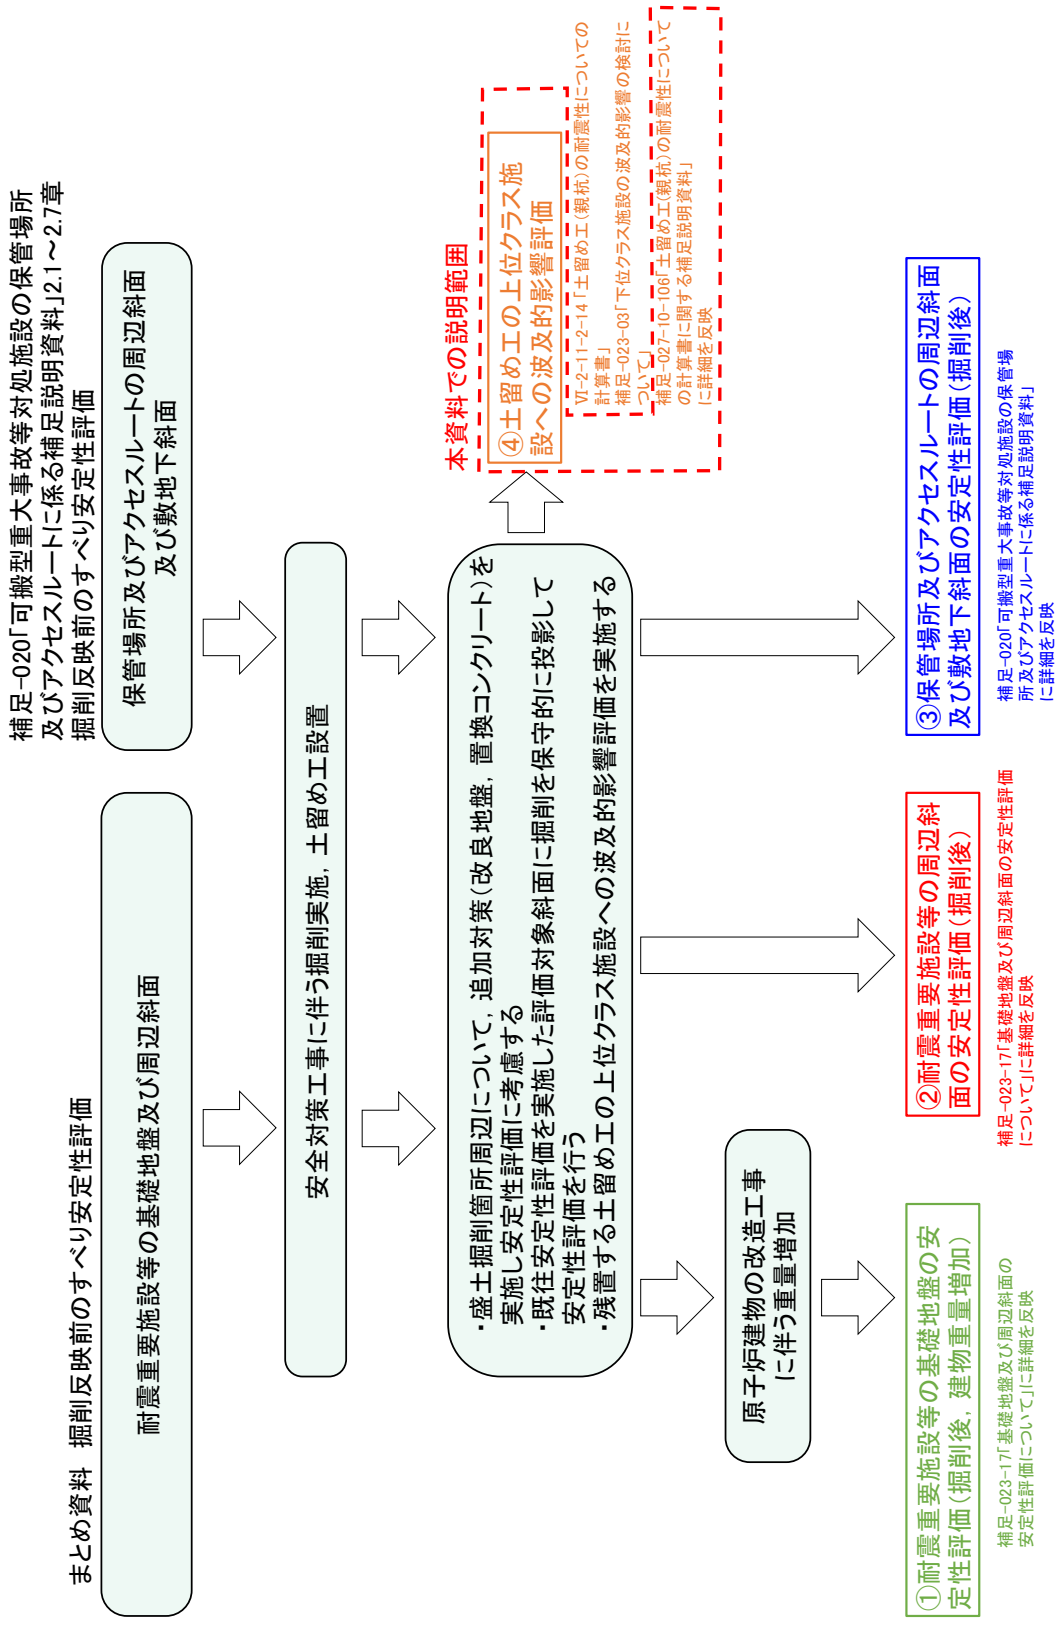 まとめ資料 掘削反映前のすべり安定性評価
補足-020「可搬型重大事故等対処施設の保管場所
及びアクセスルートに係る補足説明資料」2.1～2.7章
掘削反映前のすべり安定性評価
耐震重要施設等の基礎地盤及び周辺斜面
保管場所及びアクセスルートの周辺斜面
及び敷地下斜面
安全対策工事に伴う掘削実施，土留め工設置
・盛土掘削箇所周辺について，追加対策（改良地盤，置換コンクリート）を
実施し安定性評価に考慮する
・既往安定性評価を実施した評価対象斜面に掘削を保守的に投影して
安定性評価を行う
・残置する土留め工の上位クラス施設への波及的影響評価を実施する
本資料での説明範囲
④土留め工の上位クラス施
設への波及的影響評価
Ⅵ-2-11-2-14「土留め工（親杭）の耐震性についての
計算書」
補足-023-03「下位クラス施設の波及的影響の検討に
ついて」
補足-027-10-106「土留め工（親杭）の耐震性について
の計算書に関する補足説明資料」
に詳細を反映
原子炉建物の改造工事
に伴う重量増加
①耐震重要施設等の基礎地盤の安
定性評価（掘削後，建物重量増加）
補足-023-17「基礎地盤及び周辺斜面の
安定性評価について」に詳細を反映
②耐震重要施設等の周辺斜
面の安定性評価（掘削後）
補足-023-17「基礎地盤及び周辺斜面の安定性評価
について」に詳細を反映
③保管場所及びアクセスルートの周辺斜面
及び敷地下斜面の安定性評価（掘削後）
補足-020「可搬型重大事故等対処施設の保管場
所及びアクセスルートに係る補足説明資料」
に詳細を反映